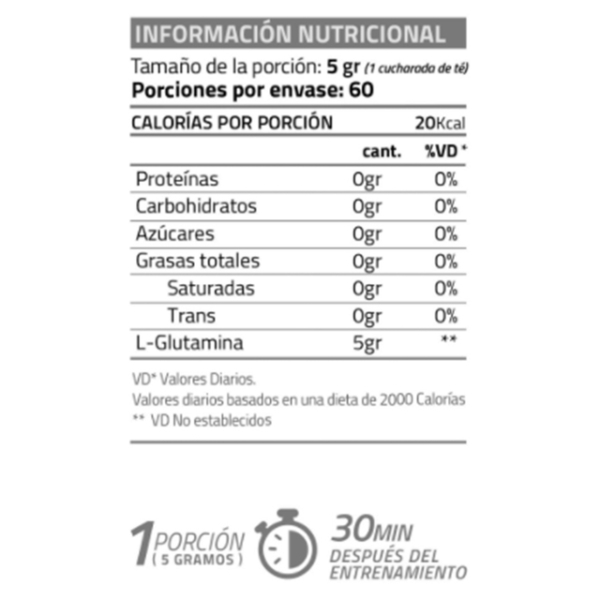 INFORMACIÓN NUTRICIONAL
Tamaño de la porción: 5 gr (1 cucharada de té)
Porciones por envase: 60
CALORÍAS POR PORCIÓN 20Kcal
cant. %VD *
Proteínas 0gr 0%
Carbohidratos 0gr 0%
Azúcares 0gr 0%
Grasas totales 0gr 0%
Saturadas 0gr 0%
Trans 0gr 0%
L-Glutamina 5gr **
VD* Valores Diarios.
Valores diarios basados en una dieta de 2000 Calorías
** VD No establecidos
1 PORCIÓN
( 5 GRAMOS )
30 MIN
DESPUÉS DEL
ENTRENAMIENTO